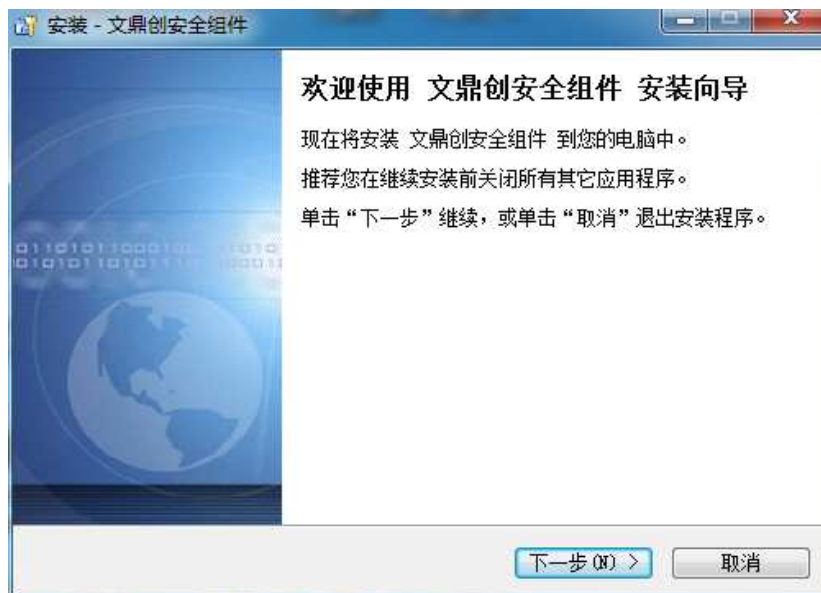 安装 - 文鼎创安全组件
欢迎使用 文鼎创安全组件 安装向导
现在将安装 文鼎创安全组件 到您的电脑中。
推荐您在继续安装前关闭所有其它应用程序。
单击“下一步”继续，或单击“取消”退出安装程序。
下一步(N) >
取消